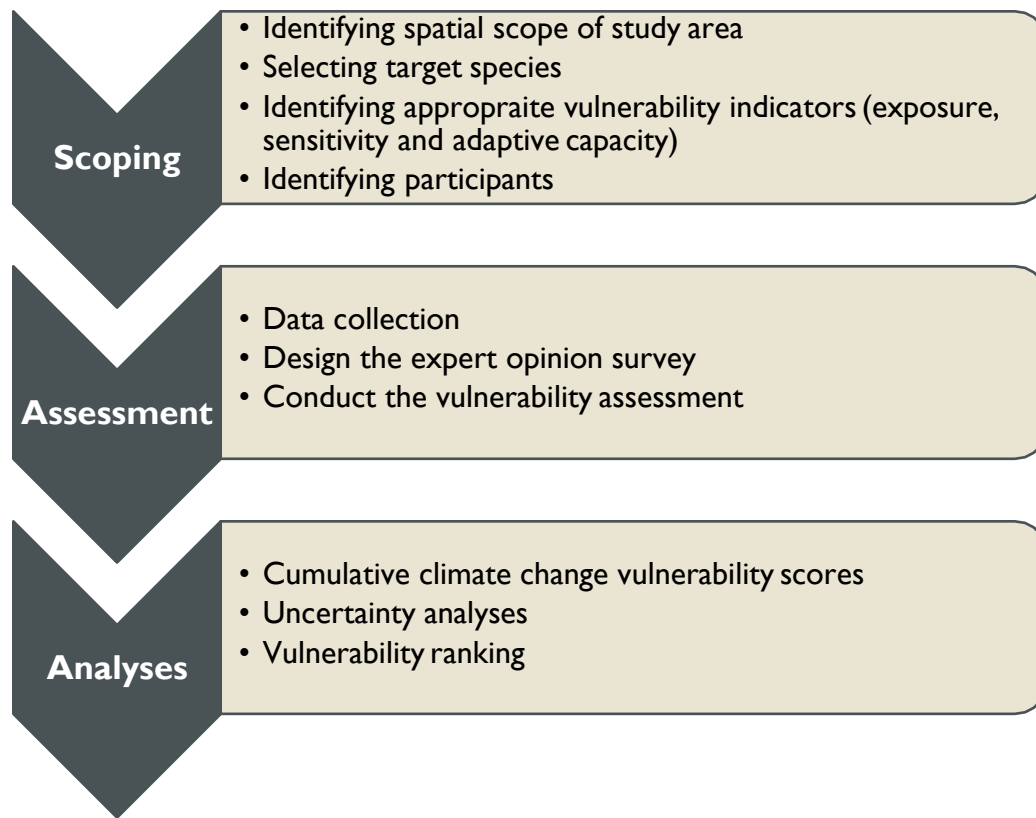 Scoping
• Identifying spatial scope of study area
• Selecting target species
• Identifying appropraite vulnerability indicators (exposure,
sensitivity and adaptive capacity)
• Identifying participants
Assessment
• Data collection
• Design the expert opinion survey
• Conduct the vulnerability assessment
Analyses
• Cumulative climate change vulnerability scores
• Uncertainty analyses
• Vulnerability ranking